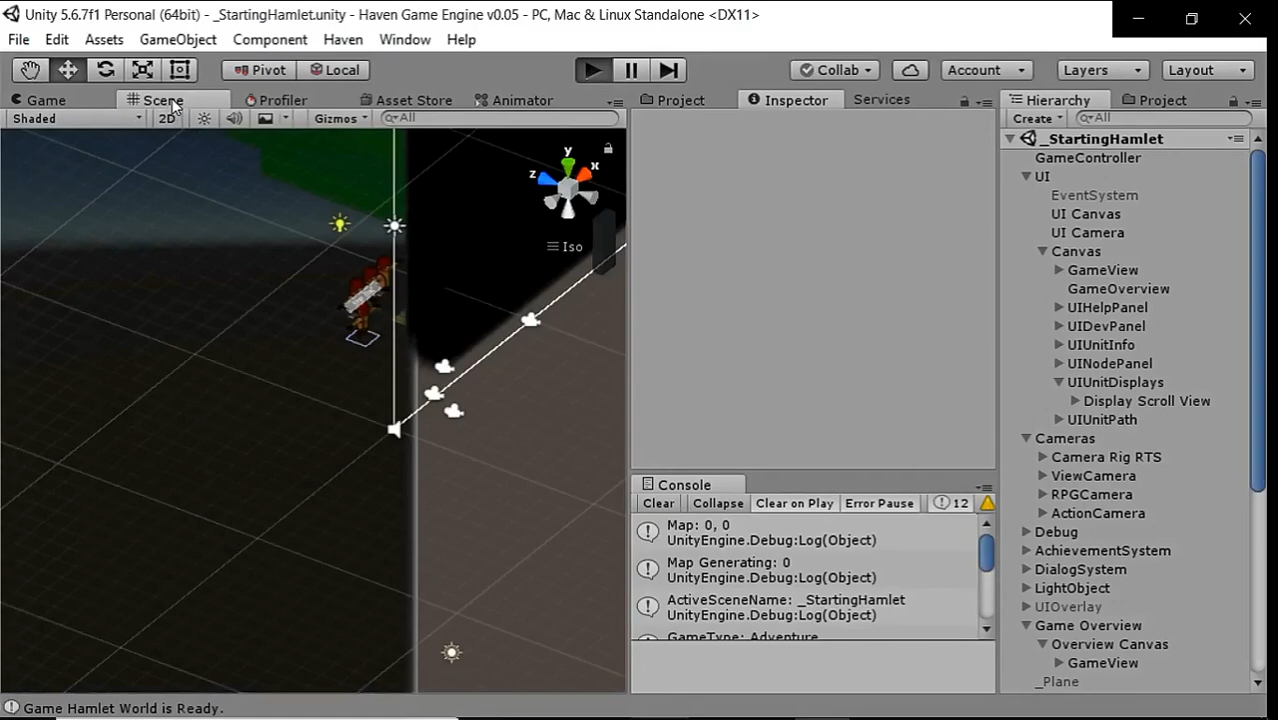 Unity 5.6.7f1 Personal (64bit) - _StartingHamlet.unity - Haven Game Engine v0.05 - PC, Mac & Linux Standalone <DX11>
File Edit Assets GameObject Component Haven Window Help
Pivot Local Collab Account Layers Layout
Game Scene Profiler Asset Store Animator Project Inspector Services Hierarchy Project
Shaded 2D Gizmos All Create All
_StartingHamlet
GameController
UI
EventSystem
UI Canvas
UI Camera
Canvas
GameView
GameOverview
UIHelpPanel
UIDevPanel
UIUnitInfo
UINodePanel
UIUnitDisplays
Display Scroll View
UIUnitPath
Cameras
Camera Rig RTS
ViewCamera
RPGCamera
ActionCamera
Debug
AchievementSystem
DialogSystem
LightObject
UIOverlay
Game Overview
Overview Canvas
GameView
_Plane
y
x
z
Iso
Console
Clear Collapse Clear on Play Error Pause 12
Map: 0, 0
UnityEngine.Debug:Log(Object)
Map Generating: 0
UnityEngine.Debug:Log(Object)
ActiveSceneName: _StartingHamlet
UnityEngine.Debug:Log(Object)
GameType: Adventure
Game Hamlet World is Ready.